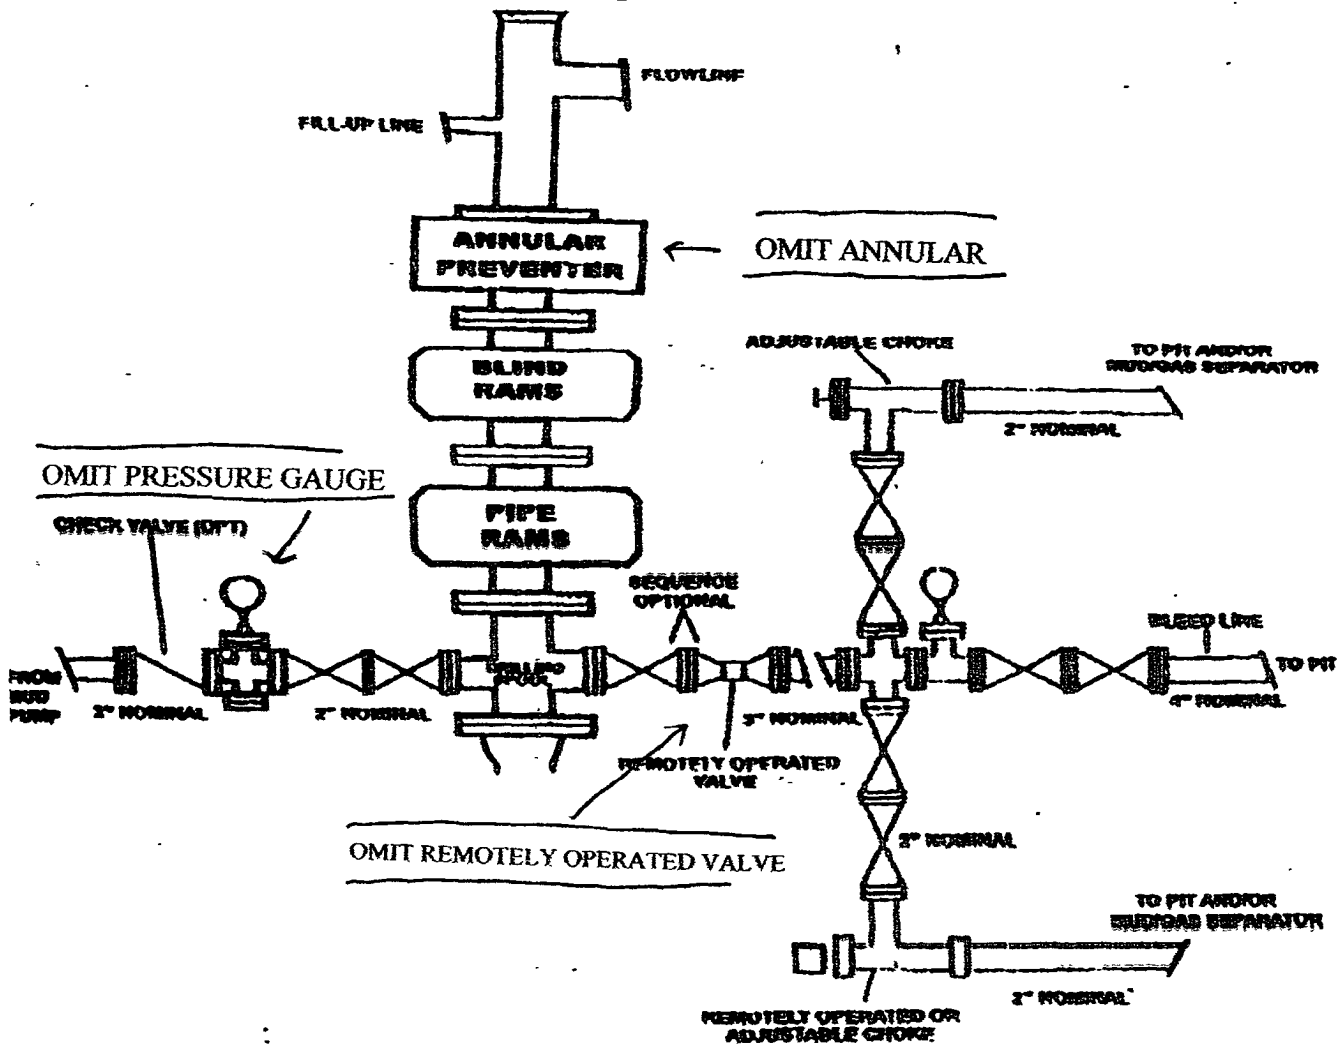 FLOWLINE
FILL-UP LINE
ANNULAR
PREVENTER
OMIT ANNULAR
BLIND
RAMS
ADJUSTABLE CHOKE
TO PIT AND/OR
MUD/GAS SEPARATOR
2" NOMINAL
OMIT PRESSURE GAUGE
CHECK VALVE (OPT)
PIPE
RAMS
SEQUENCE
OPTIONAL
BLEED LINE
FROM
MUD
PUMP
DRILLING
SPOOL
TO PIT
2" NOMINAL
2" NOMINAL
3" NOMINAL
4" NOMINAL
REMOTELY OPERATED
VALVE
OMIT REMOTELY OPERATED VALVE
2" NOMINAL
TO PIT AND/OR
MUD/GAS SEPARATOR
2" NOMINAL
REMOTELY OPERATED OR
ADJUSTABLE CHOKE